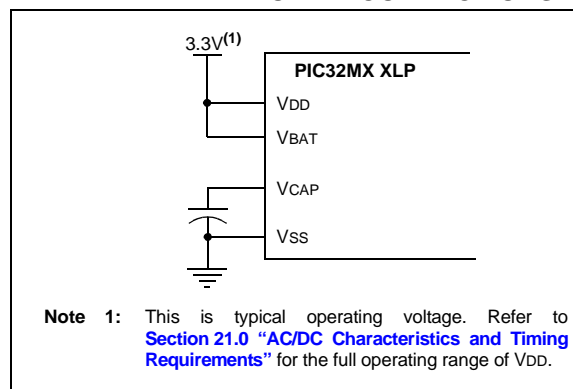 3.3V(1)
PIC32MX XLP
VDD
VBAT
VCAP
VSS
Note 1: This is typical operating voltage. Refer to
Section 21.0 “AC/DC Characteristics and Timing
Requirements” for the full operating range of VDD.